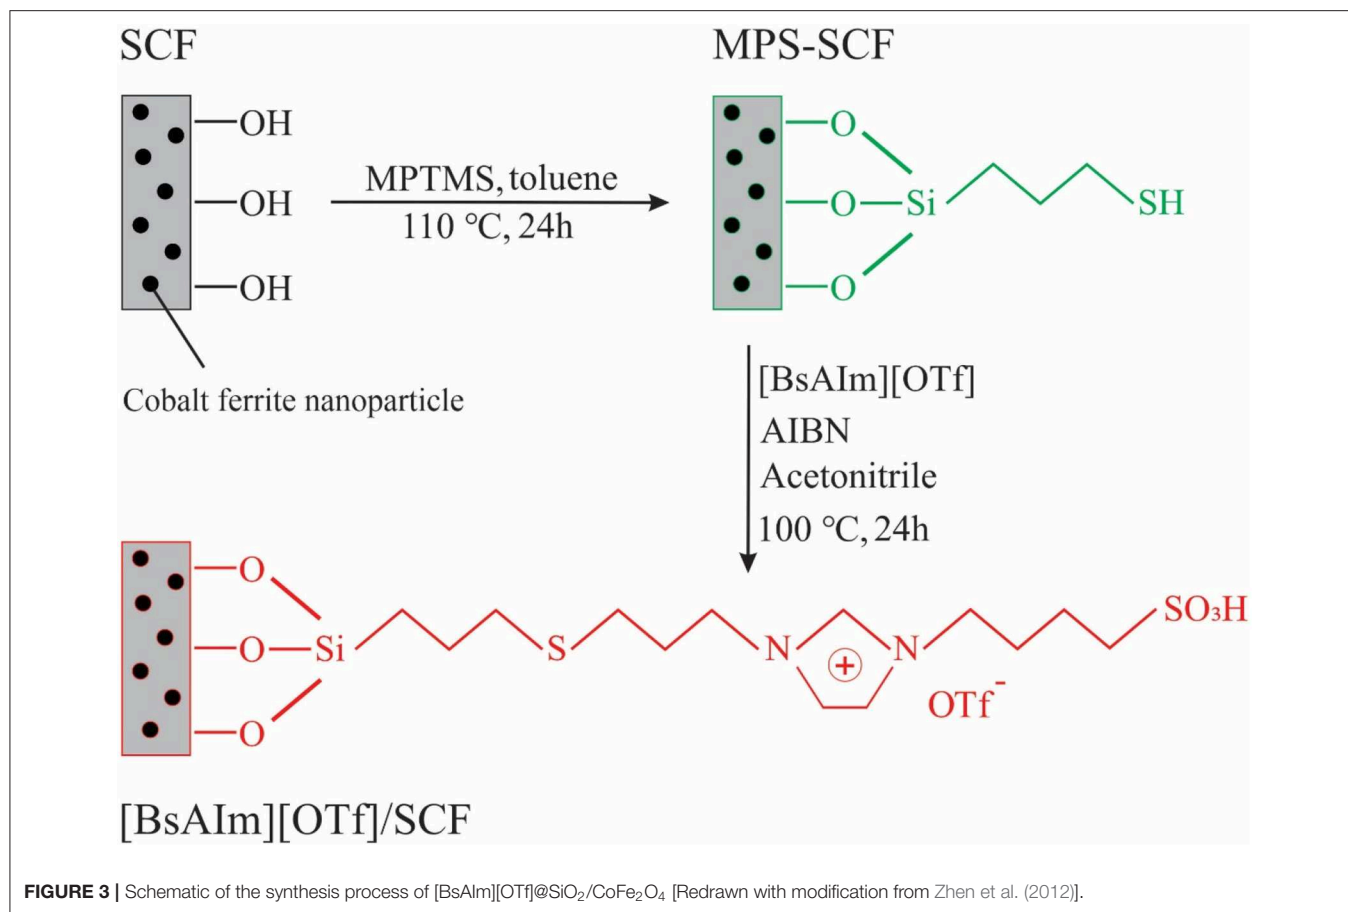 SCF
MPS-SCF
OH
OH
OH
MPTMS, toluene
110 °C, 24h
O
O
O
Si
SH
Cobalt ferrite nanoparticle
[BsAIm][OTf]
AIBN
Acetonitrile
100 °C, 24h
O
O
O
Si
S
N
+
N
SO₃H
OTf⁻
[BsAIm][OTf]/SCF
FIGURE 3 | Schematic of the synthesis process of [BsAIm][OTf]@SiO₂/CoFe₂O₄ [Redrawn with modification from Zhen et al. (2012)].